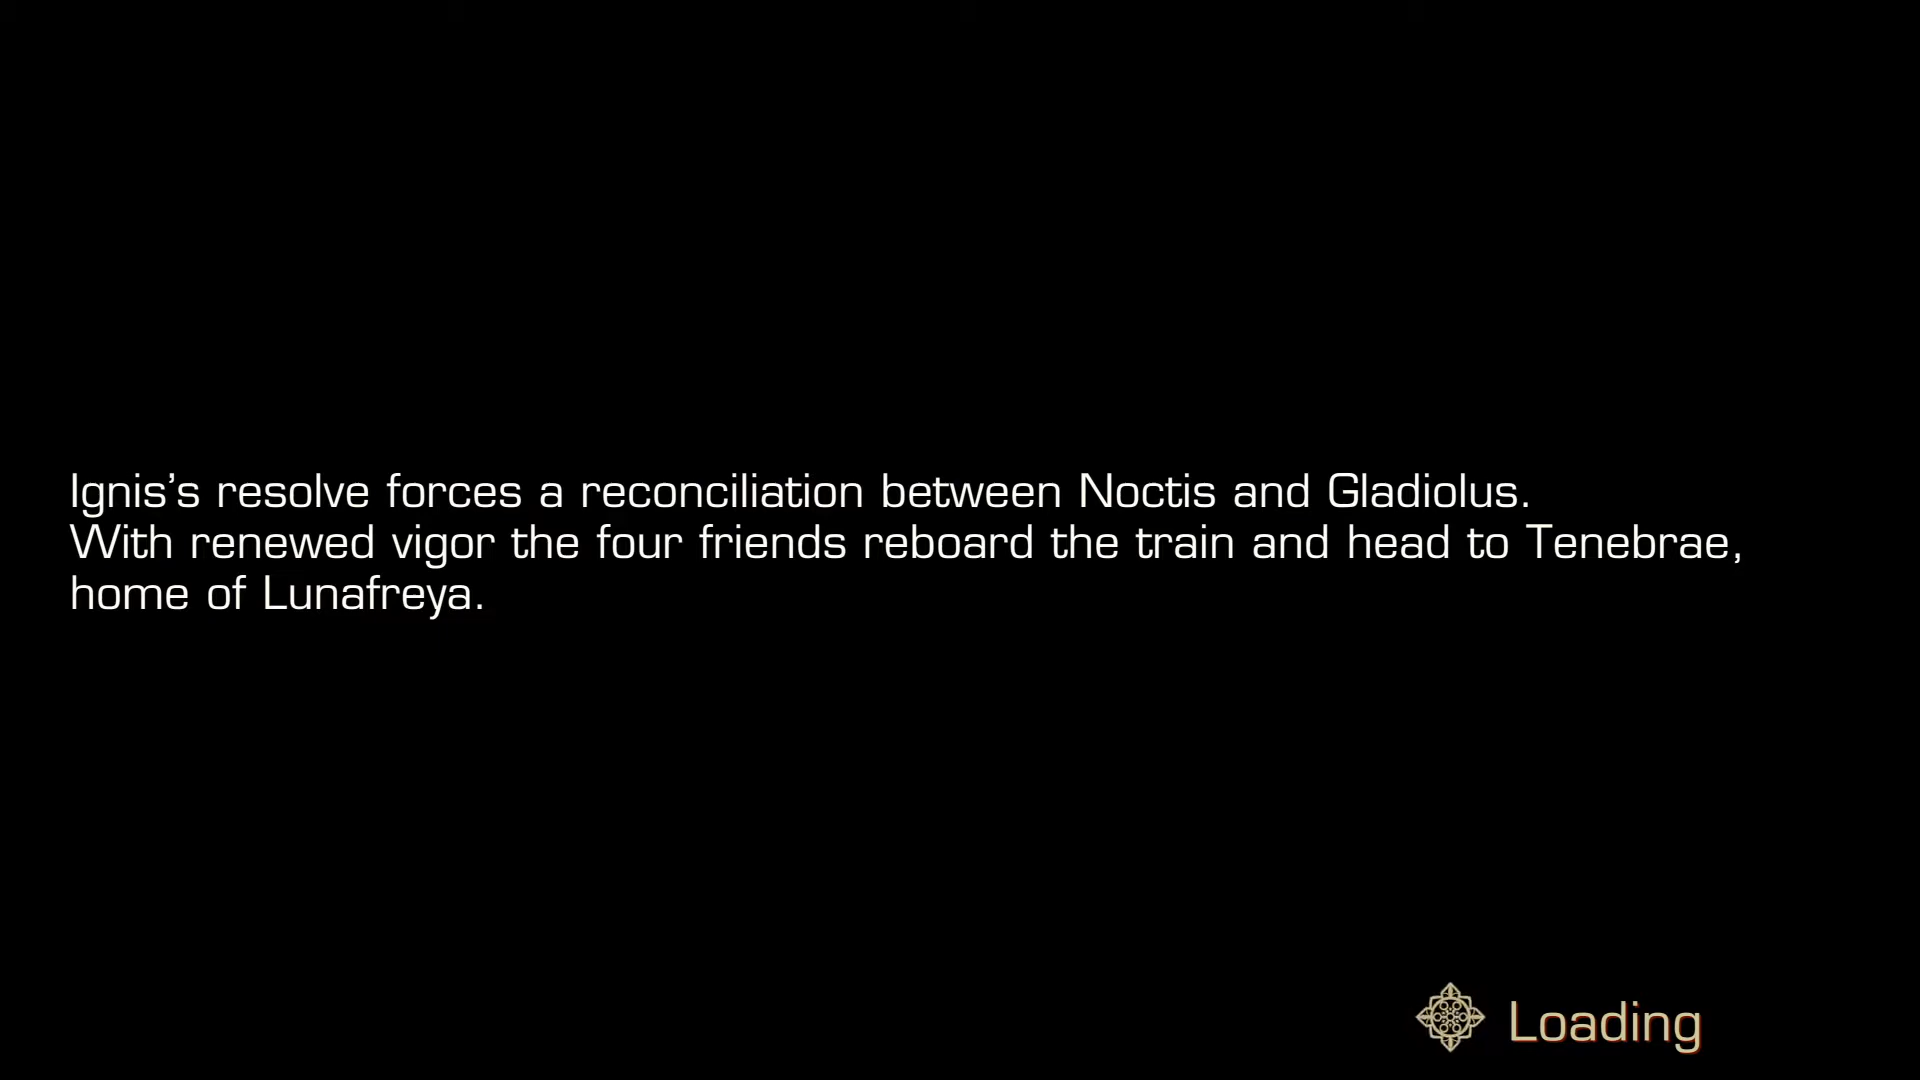 Ignis’s resolve forces a reconciliation between Noctis and Gladiolus.
With renewed vigor the four friends reboard the train and head to Tenebrae,
home of Lunafreya.
Loading